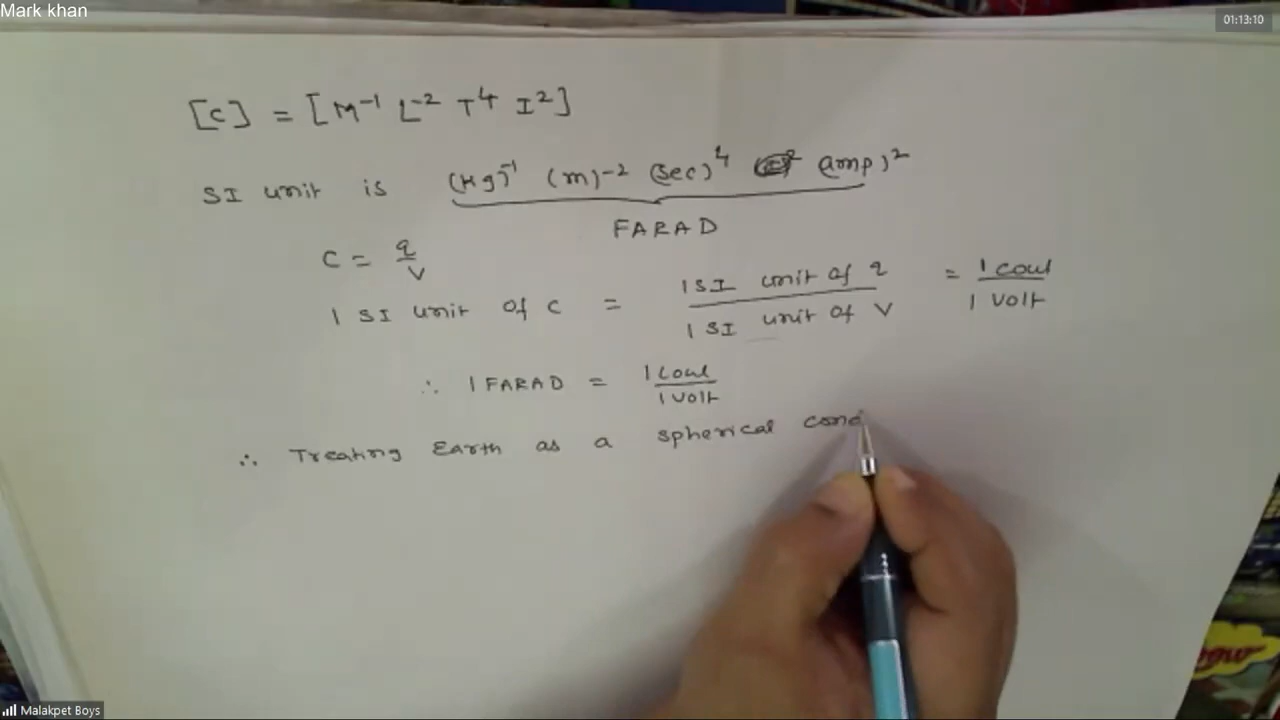 Mark khan
01:13:10
[C] = [M⁻¹ L⁻² T⁴ I²]
SI unit is (Kg)⁻¹ (m)⁻² (sec)⁴ (amp)²
FARAD
C = q/V
1 SI unit of C = 1 SI unit of q / 1 SI unit of V = 1 coul / 1 volt
∴ 1 FARAD = 1 coul / 1 volt
∴ Treating Earth as a spherical cond
Malakpet Boys